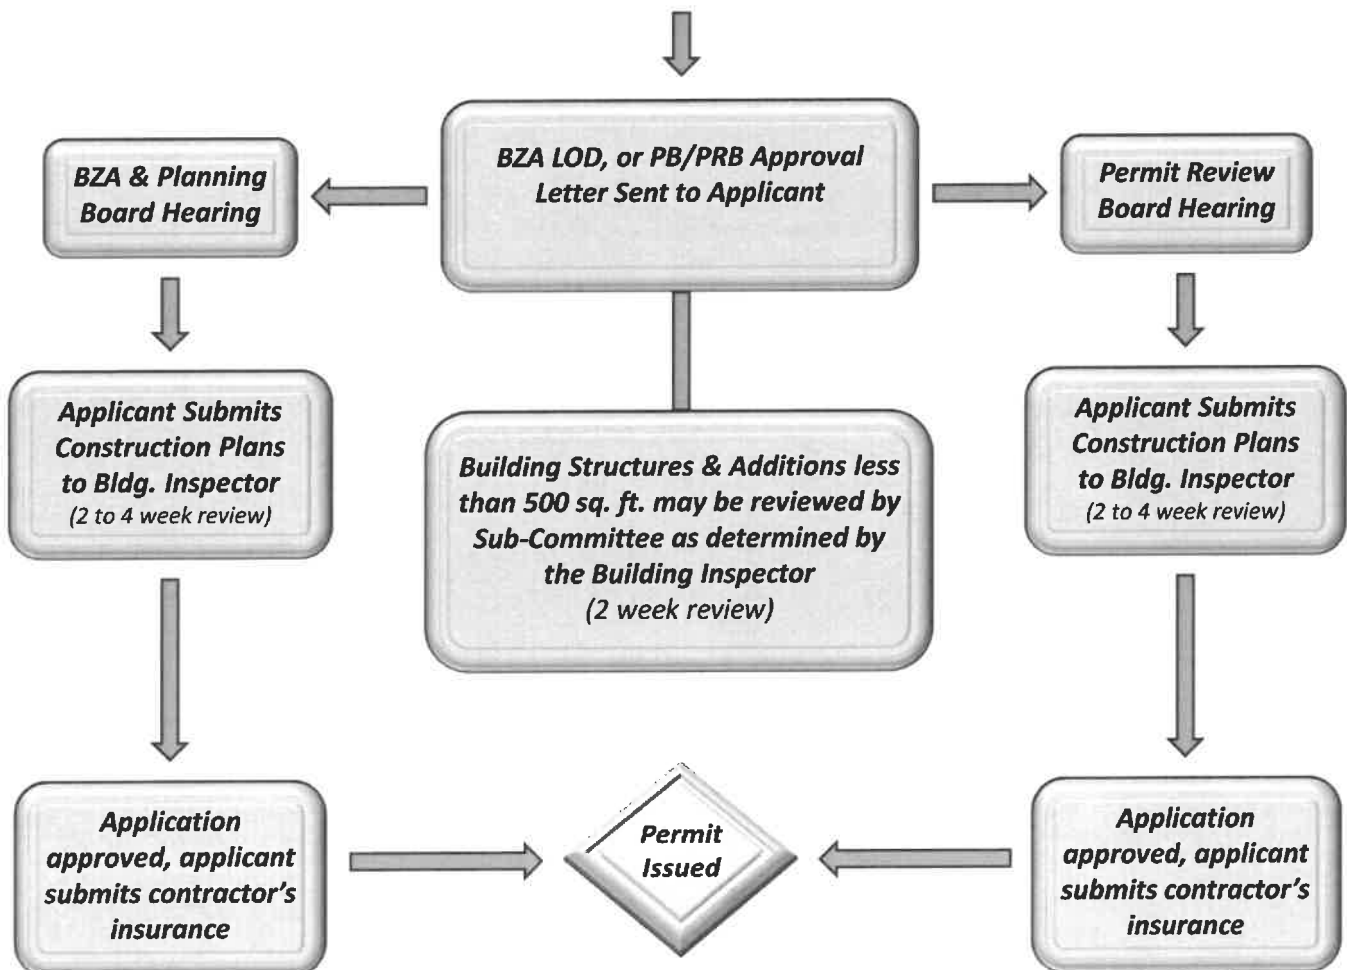 BZA LOD, or PB/PRB Approval
Letter Sent to Applicant
BZA & Planning
Board Hearing
Permit Review
Board Hearing
Applicant Submits
Construction Plans
to Bldg. Inspector
(2 to 4 week review)
Building Structures & Additions less
than 500 sq. ft. may be reviewed by
Sub-Committee as determined by
the Building Inspector
(2 week review)
Applicant Submits
Construction Plans
to Bldg. Inspector
(2 to 4 week review)
Application
approved, applicant
submits contractor's
insurance
Permit
Issued
Application
approved, applicant
submits contractor's
insurance